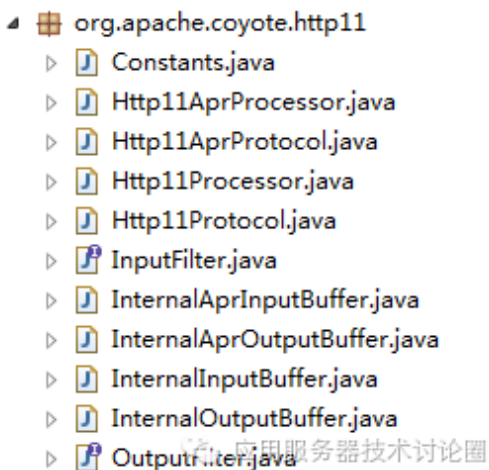 org.apache.coyote.http11
Constants.java
Http11AprProcessor.java
Http11AprProtocol.java
Http11Processor.java
Http11Protocol.java
InputFilter.java
InternalAprInputBuffer.java
InternalAprOutputBuffer.java
InternalInputBuffer.java
InternalOutputBuffer.java
应用服务器技术讨论圈